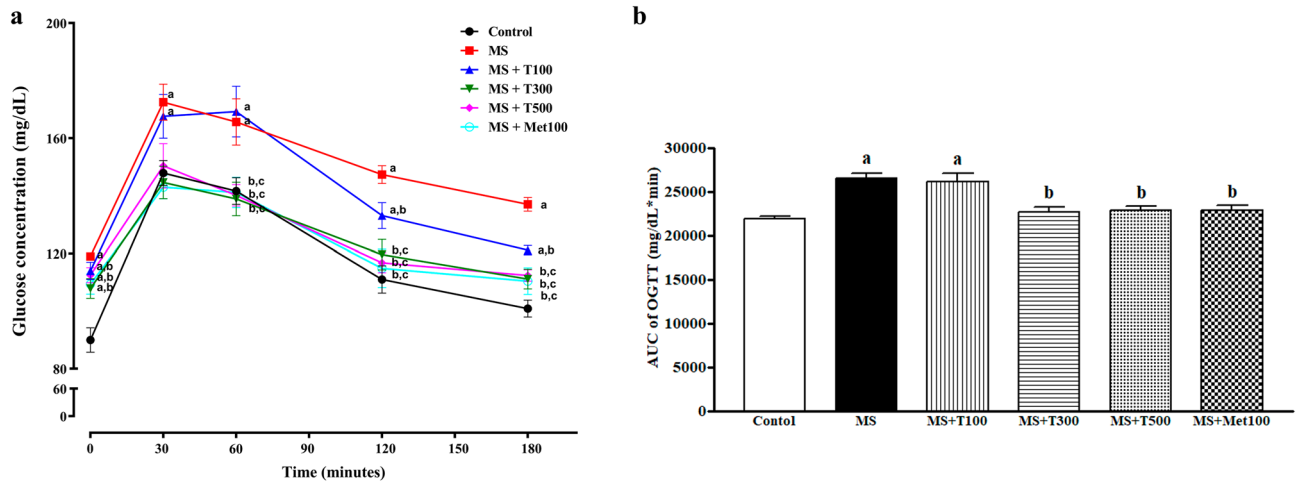 a
Glucose concentration (mg/dL)
200
160
120
80
60
0
Control
MS
MS + T100
MS + T300
MS + T500
MS + Met100
a
a
a
a
a
a,b
a
a,b
a
a,b
a,b
a,b
b,c
b,c
b,c
b,c
b,c
b,c
b,c
b,c
b,c
0
30
60
90
120
150
180
Time (minutes)
b
AUC of OGTT (mg/dL*min)
30000
25000
20000
15000
10000
5000
0
a
a
b
b
b
Contol
MS
MS+T100
MS+T300
MS+T500
MS+Met100